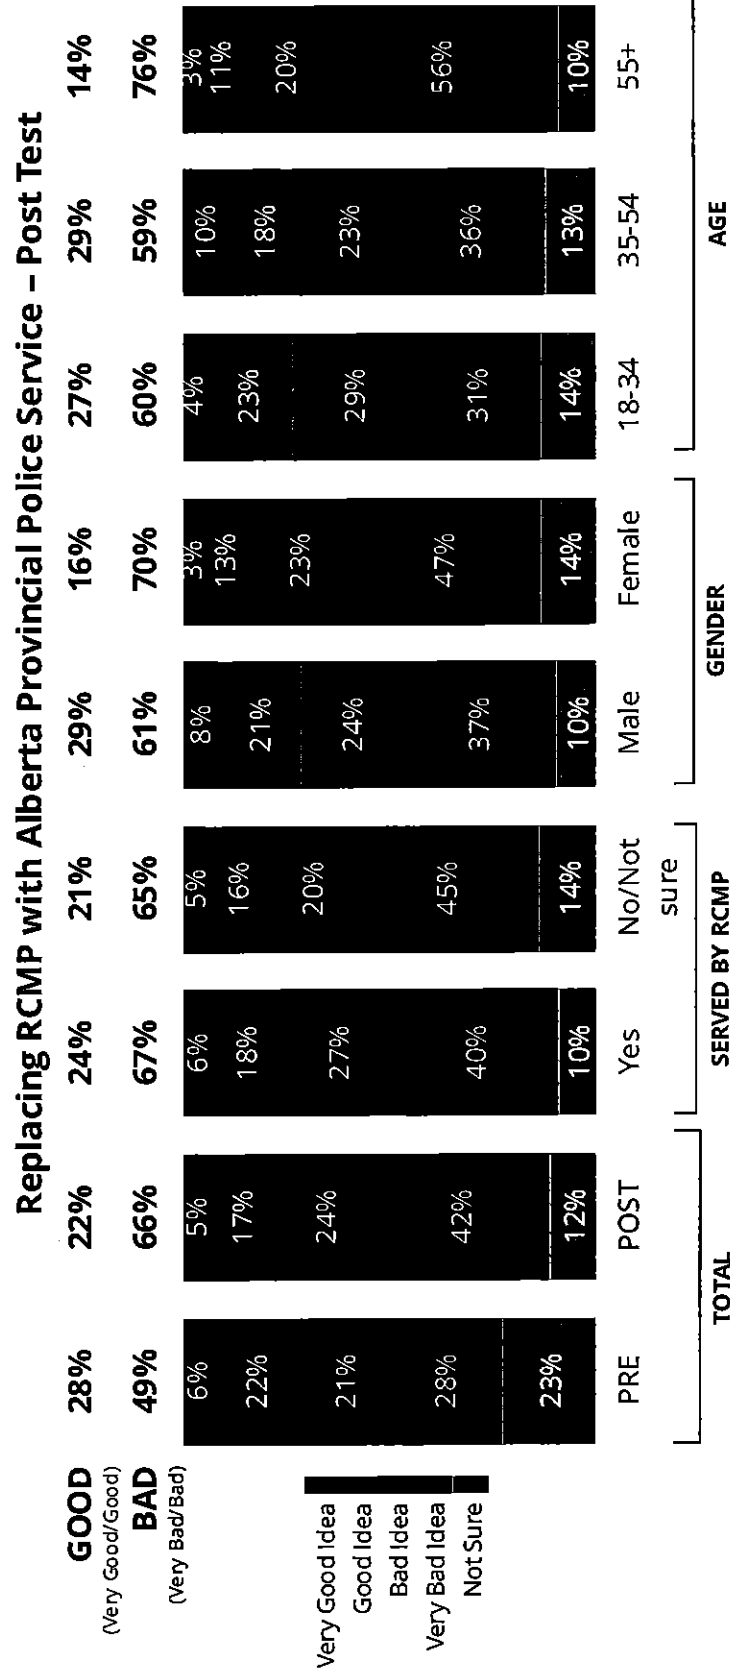 Replacing RCMP with Alberta Provincial Police Service – Post Test
GOOD 28% 22% 24% 21% 29% 16% 27% 29% 14%
(Very Good/Good)
BAD 49% 66% 67% 65% 61% 70% 60% 59% 76%
(Very Bad/Bad)
Very Good Idea 6% 5% 6% 5% 8% 3% 4% 10% 3%
Good Idea 22% 17% 18% 16% 21% 13% 23% 18% 11%
Bad Idea 21% 24% 27% 20% 24% 23% 29% 23% 20%
Very Bad Idea 28% 42% 40% 45% 37% 47% 31% 36% 56%
Not Sure 23% 12% 10% 14% 10% 14% 14% 13% 10%
PRE POST Yes No/Not Male Female 18-34 35-54 55+
sure
TOTAL SERVED BY RCMP GENDER AGE